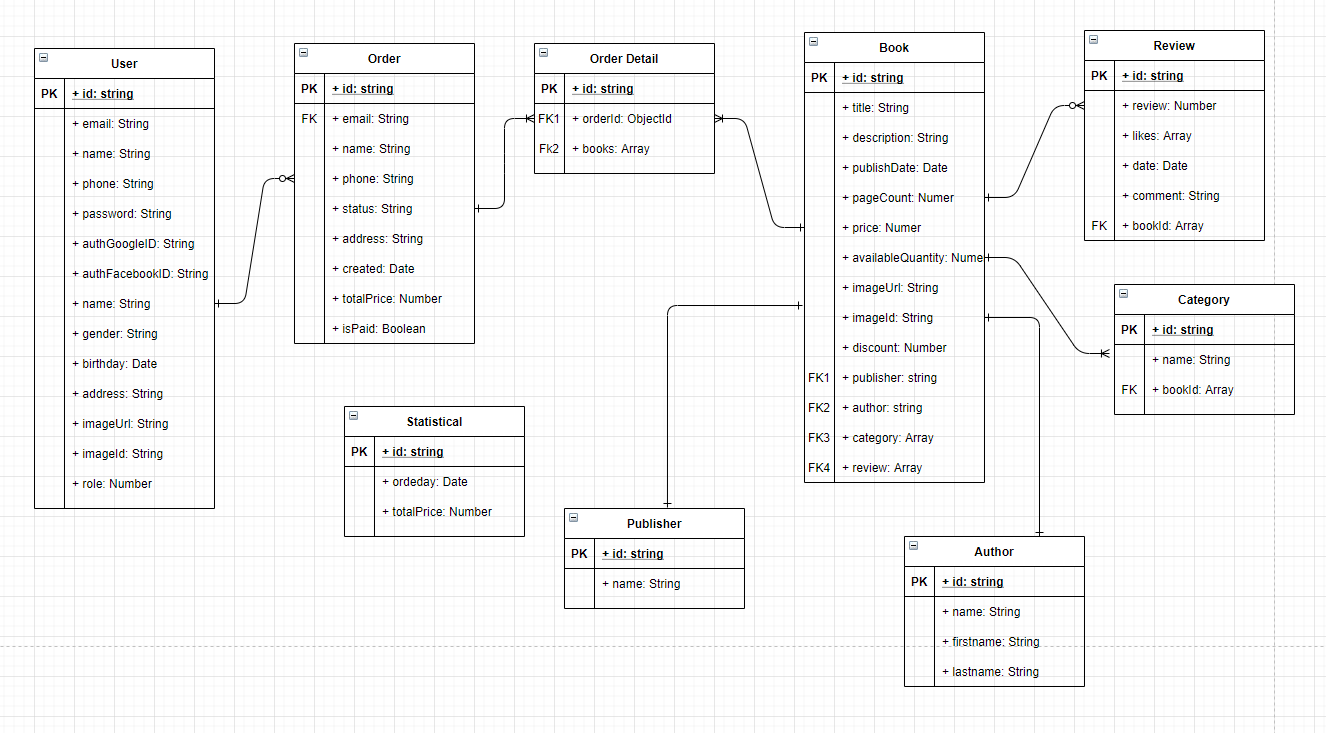 User
PK + id: string
+ email: String
+ name: String
+ phone: String
+ password: String
+ authGoogleID: String
+ authFacebookID: String
+ name: String
+ gender: String
+ birthday: Date
+ address: String
+ imageUrl: String
+ imageId: String
+ role: Number
Order
PK + id: string
FK + email: String
+ name: String
+ phone: String
+ status: String
+ address: String
+ created: Date
+ totalPrice: Number
+ isPaid: Boolean
Order Detail
PK + id: string
FK1 + orderId: ObjectId
Fk2 + books: Array
Book
PK + id: string
+ title: String
+ description: String
+ publishDate: Date
+ pageCount: Numer
+ price: Numer
+ availableQuantity: Nume
+ imageUrl: String
+ imageId: String
+ discount: Number
FK1 + publisher: string
FK2 + author: string
FK3 + category: Array
FK4 + review: Array
Review
PK + id: string
+ review: Number
+ likes: Array
+ date: Date
+ comment: String
FK + bookId: Array
Category
PK + id: string
+ name: String
FK + bookId: Array
Statistical
PK + id: string
+ ordeday: Date
+ totalPrice: Number
Publisher
PK + id: string
+ name: String
Author
PK + id: string
+ name: String
+ firstname: String
+ lastname: String